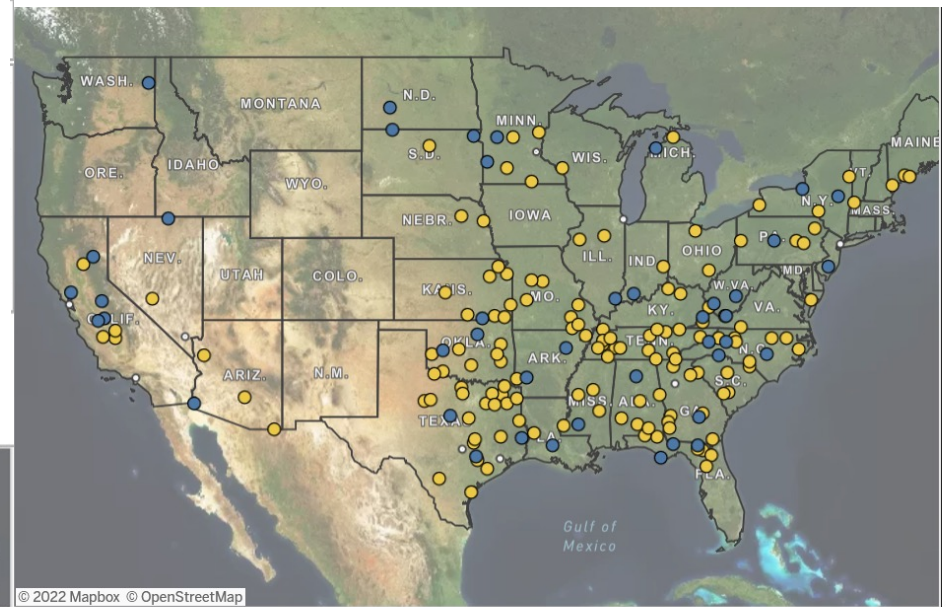 WASH.
MONTANA
N.D.
MINN.
MAINE
ORE.
IDAHO
S.D.
WIS.
MICH.
VT.
WYO.
N.Y.
MASS.
NEBR.
IOWA
NEV.
UTAH
COLO.
ILL.
IND
OHIO
PA.
MD.
KANS.
MO.
W.VA.
KY.
VA.
CALIF.
ARIZ.
N.M.
OKLA.
ARK.
TENN.
N.C.
S.C.
TEXAS
LA.
MISS.
ALA.
GA.
FLA.
Gulf of
Mexico
© 2022 Mapbox © OpenStreetMap